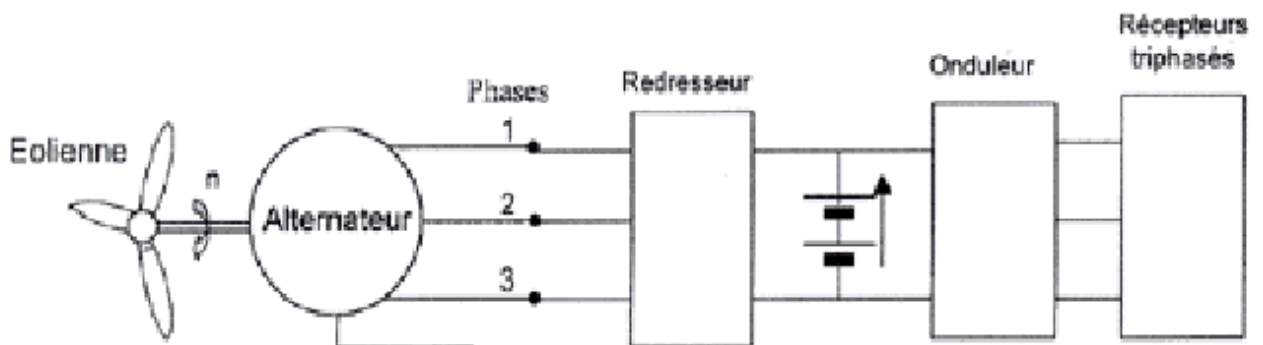 Récepteurs
triphasés
Onduleur
Redresseur
Phases
1
Eolienne
n
2
Alternateur
3